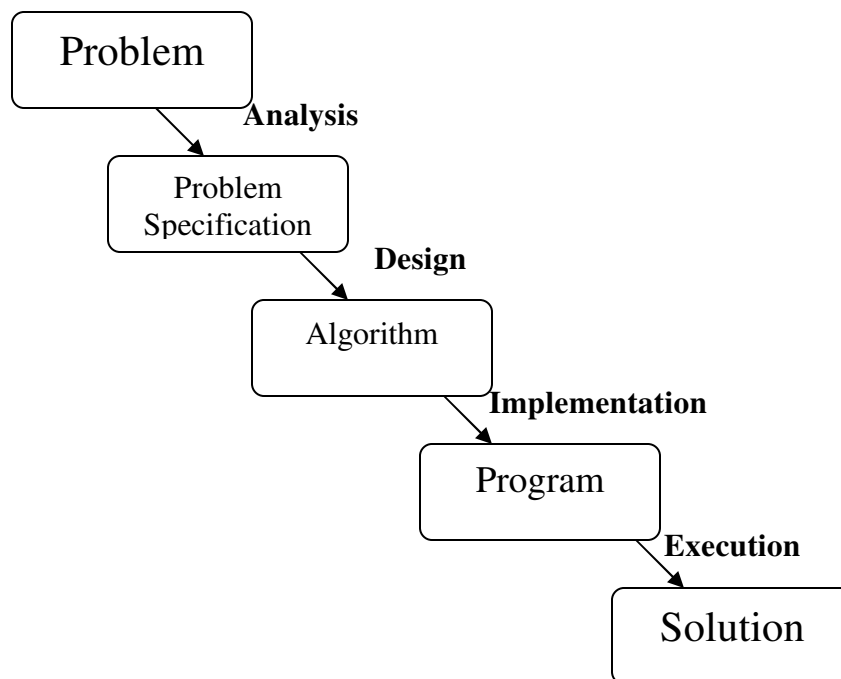 Problem
Analysis
Problem
Specification
Design
Algorithm
Implementation
Program
Execution
Solution